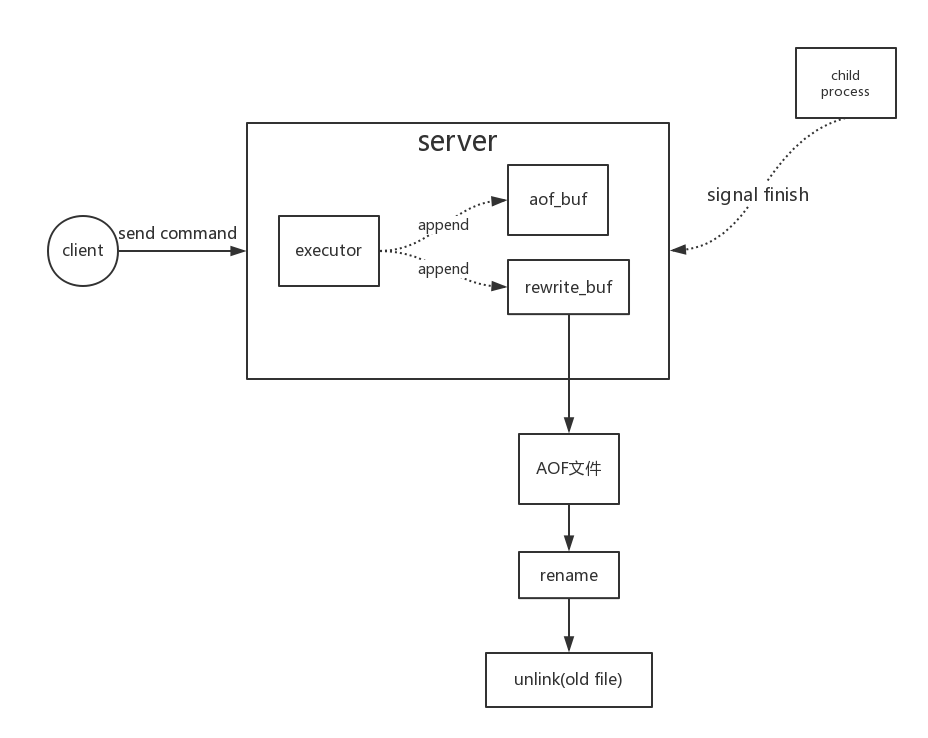 child
process
server
signal finish
aof_buf
append
send command
client
executor
append
rewrite_buf
AOF文件
rename
unlink(old file)